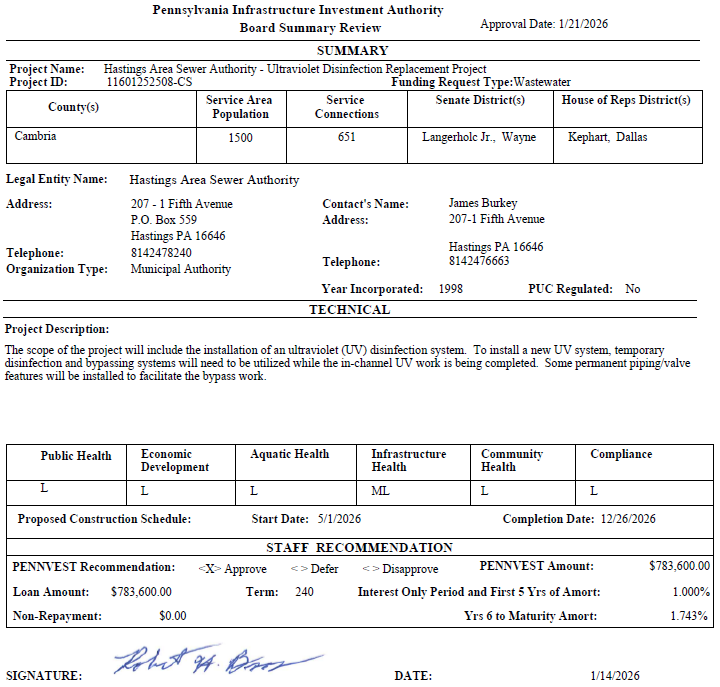 Pennsylvania Infrastructure Investment Authority
Board Summary Review
Approval Date: 1/21/2026
SUMMARY
Project Name: Hastings Area Sewer Authority - Ultraviolet Disinfection Replacement Project
Project ID: 11601252508-CS Funding Request Type:Wastewater
County(s) Service Area Population Service Connections Senate District(s) House of Reps District(s)
Cambria 1500 651 Langerholc Jr., Wayne Kephart, Dallas
Legal Entity Name: Hastings Area Sewer Authority
Address: 207 - 1 Fifth Avenue
P.O. Box 559
Hastings PA 16646
Telephone: 8142478240
Organization Type: Municipal Authority
Contact's Name: James Burkey
Address: 207-1 Fifth Avenue
Hastings PA 16646
Telephone: 8142476663
Year Incorporated: 1998 PUC Regulated: No
TECHNICAL
Project Description:
The scope of the project will include the installation of an ultraviolet (UV) disinfection system. To install a new UV system, temporary
disinfection and bypassing systems will need to be utilized while the in-channel UV work is being completed. Some permanent piping/valve
features will be installed to facilitate the bypass work.
Public Health Economic Development Aquatic Health Infrastructure Health Community Health Compliance
L L L ML L L
Proposed Construction Schedule: Start Date: 5/1/2026 Completion Date: 12/26/2026
STAFF RECOMMENDATION
PENNVEST Recommendation: <X> Approve < > Defer < > Disapprove PENNVEST Amount: $783,600.00
Loan Amount: $783,600.00 Term: 240 Interest Only Period and First 5 Yrs of Amort: 1.000%
Non-Repayment: $0.00 Yrs 6 to Maturity Amort: 1.743%
SIGNATURE: DATE: 1/14/2026